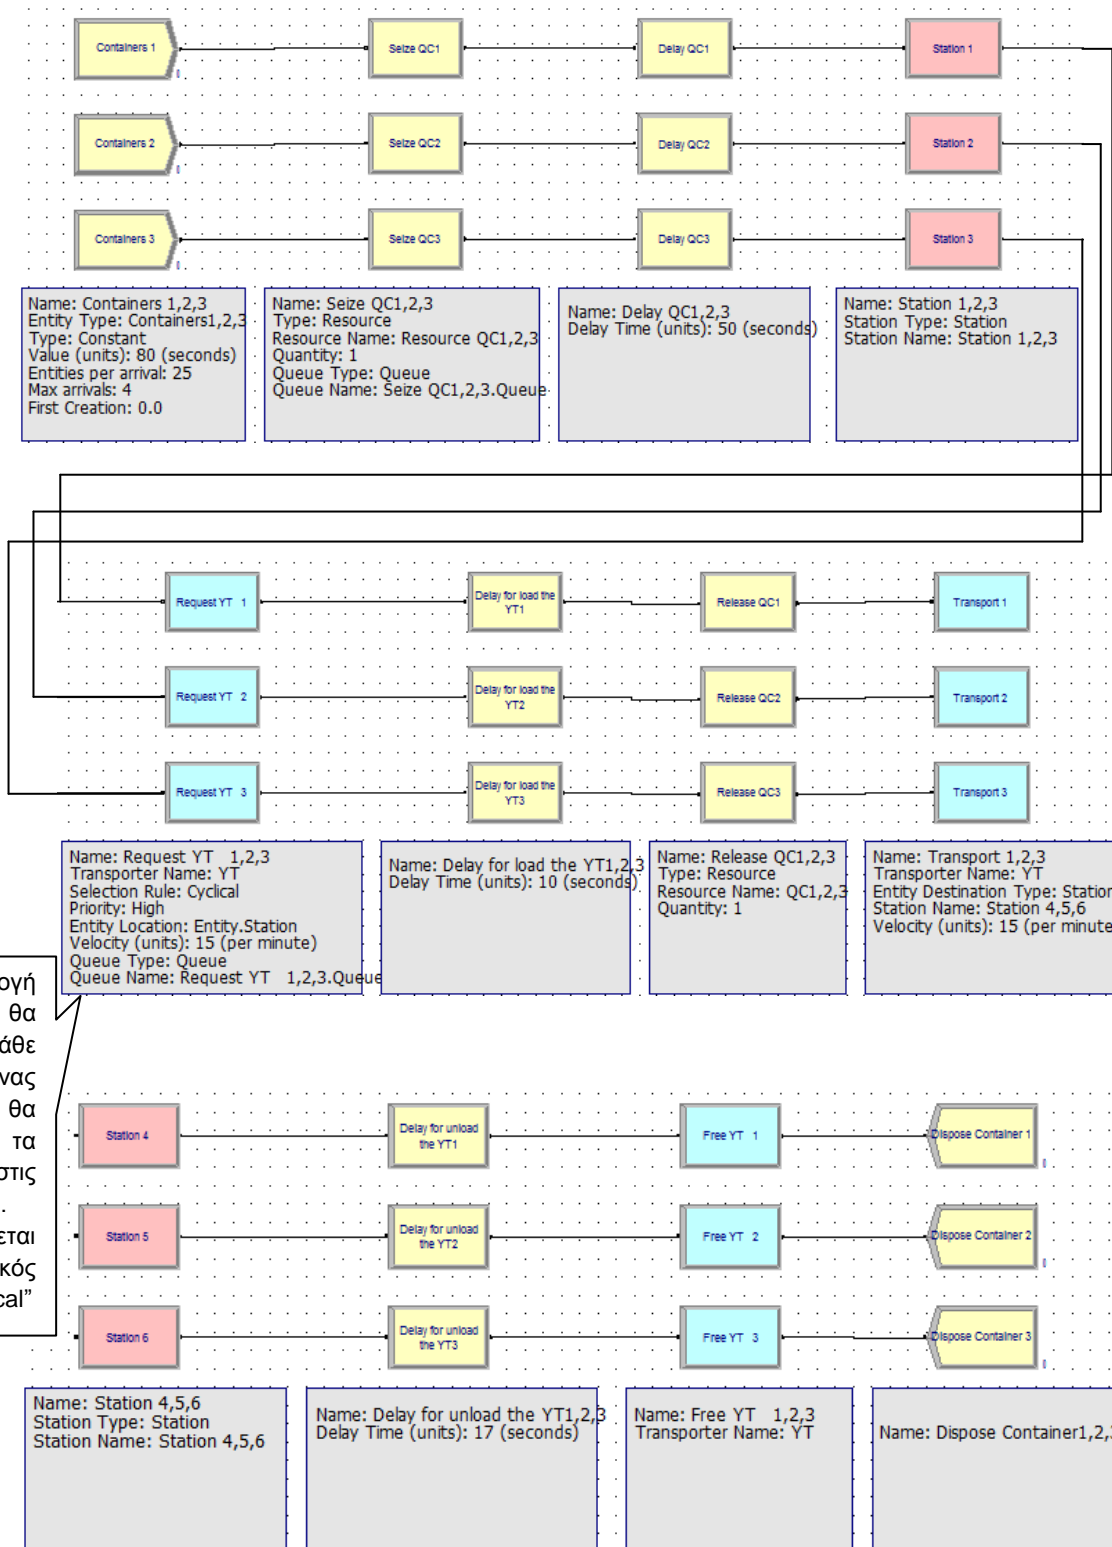 Containers 1
Seize QC1
Delay QC1
Station 1
Containers 2
Seize QC2
Delay QC2
Station 2
Containers 3
Seize QC3
Delay QC3
Station 3
Name: Containers 1,2,3
Entity Type: Containers1,2,3
Type: Constant
Value (units): 80 (seconds)
Entities per arrival: 25
Max arrivals: 4
First Creation: 0.0
Name: Seize QC1,2,3
Type: Resource
Resource Name: Resource QC1,2,3
Quantity: 1
Queue Type: Queue
Queue Name: Seize QC1,2,3.Queue
Name: Delay QC1,2,3
Delay Time (units): 50 (seconds)
Name: Station 1,2,3
Station Type: Station
Station Name: Station 1,2,3
Request YT 1
Delay for load the
YT1
Release QC1
Transport 1
Request YT 2
Delay for load the
YT2
Release QC2
Transport 2
Request YT 3
Delay for load the
YT3
Release QC3
Transport 3
Name: Request YT 1,2,3
Transporter Name: YT
Selection Rule: Cyclical
Priority: High
Entity Location: Entity.Station
Velocity (units): 15 (per minute)
Queue Type: Queue
Queue Name: Request YT 1,2,3.Queue
Name: Delay for load the YT1,2,3
Delay Time (units): 10 (seconds)
Name: Release QC1,2,3
Type: Resource
Resource Name: QC1,2,3
Quantity: 1
Name: Transport 1,2,3
Transporter Name: YT
Entity Destination Type: Station
Station Name: Station 4,5,6
Velocity (units): 15 (per minute
θα
θα
τα
Station 4
Delay for unload
the YT1
Free YT 1
Dispose Container 1
Station 5
Delay for unload
the YT2
Free YT 2
Dispose Container 2
Station 6
Delay for unload
the YT3
Free YT 3
Dispose Container 3
Name: Station 4,5,6
Station Type: Station
Station Name: Station 4,5,6
Name: Delay for unload the YT1,2,3
Delay Time (units): 17 (seconds)
Name: Free YT 1,2,3
Transporter Name: YT
Name: Dispose Container1,2,